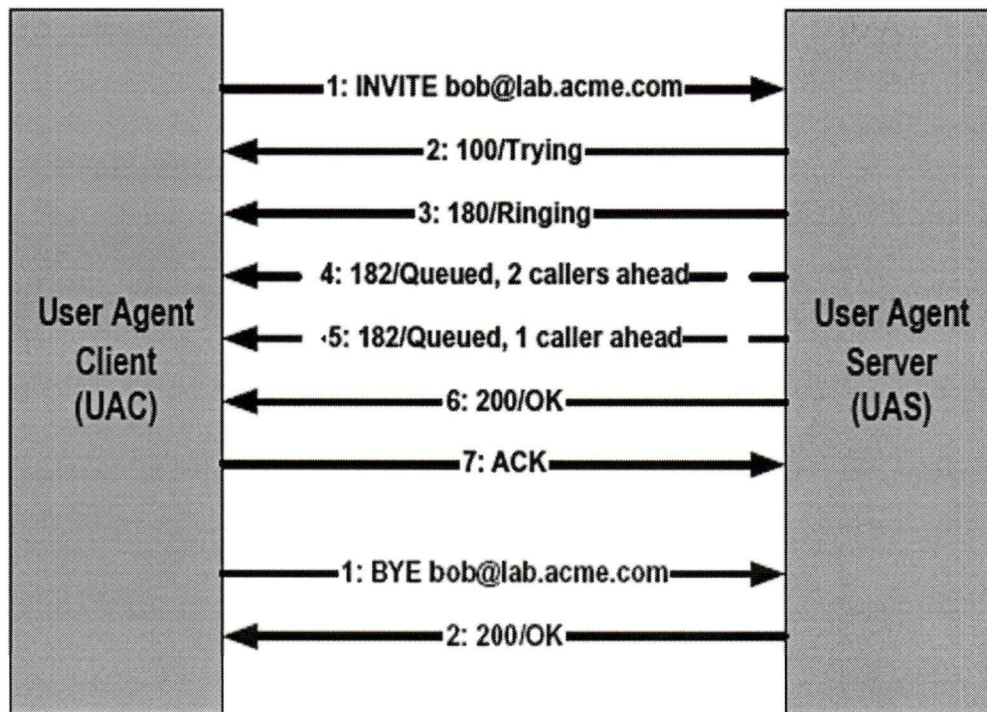 1: INVITE bob@lab.acme.com
2: 100/Trying
3: 180/Ringing
4: 182/Queued, 2 callers ahead
5: 182/Queued, 1 caller ahead
6: 200/OK
7: ACK
1: BYE bob@lab.acme.com
2: 200/OK
User Agent
Client
(UAC)
User Agent
Server
(UAS)